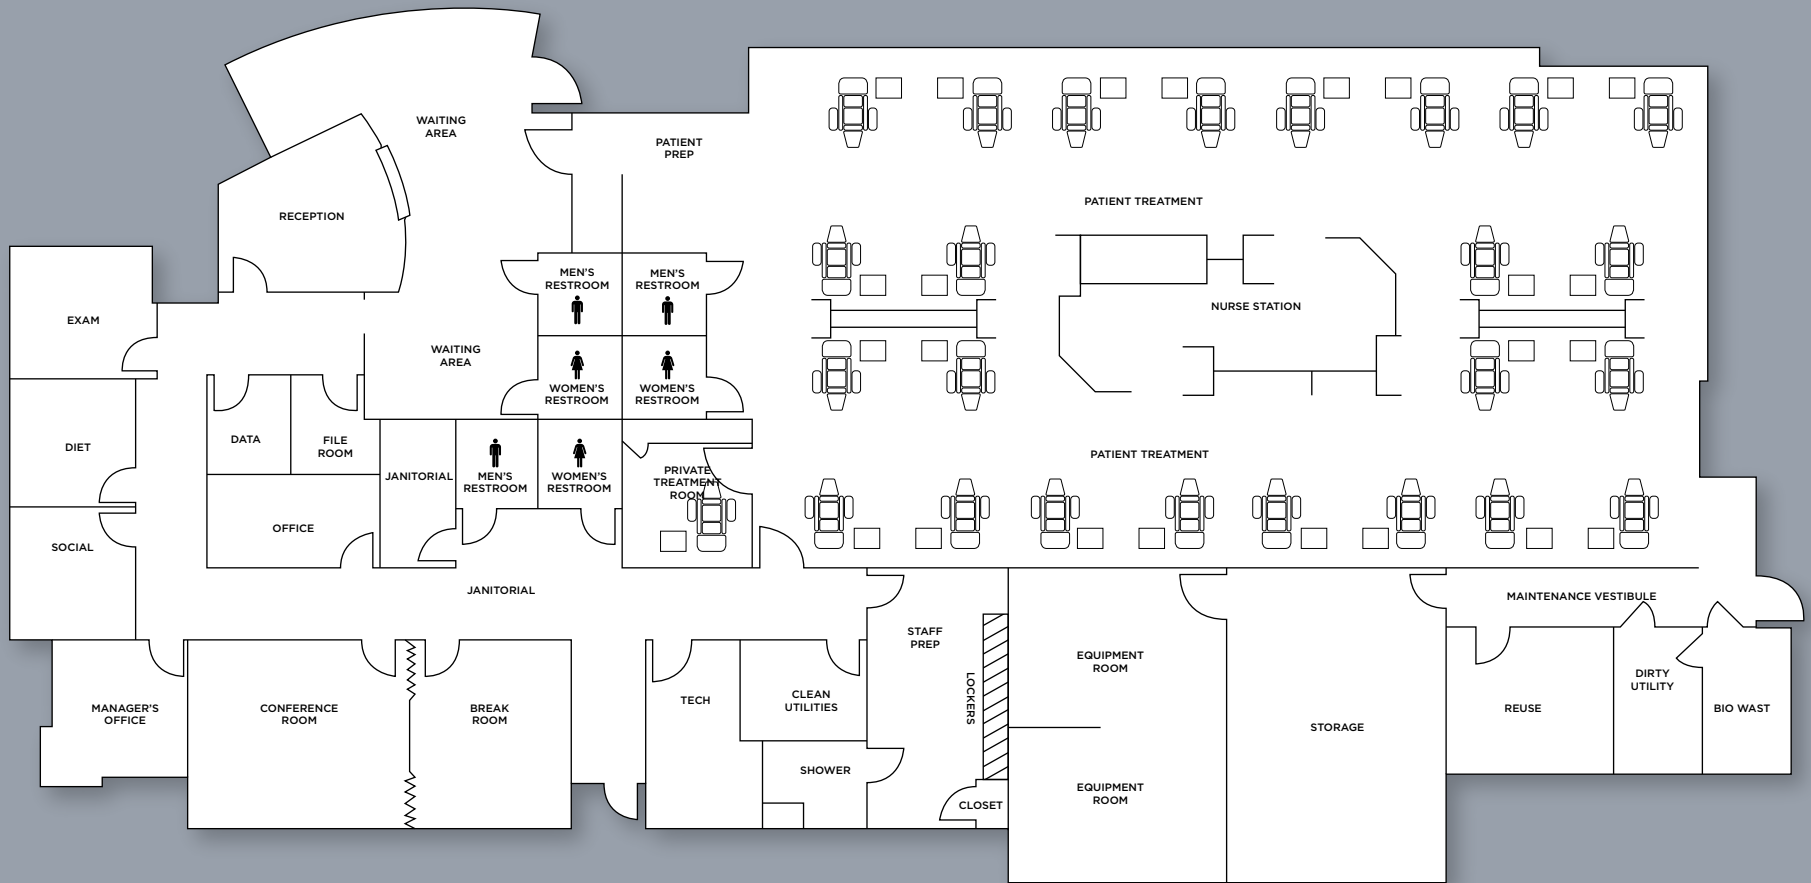 WAITING
AREA
PATIENT
PREP
PATIENT TREATMENT
RECEPTION
MEN'S
RESTROOM
MEN'S
RESTROOM
NURSE STATION
EXAM
WAITING
AREA
WOMEN'S
RESTROOM
WOMEN'S
RESTROOM
DIET
DATA
FILE
ROOM
JANITORIAL
MEN'S
RESTROOM
WOMEN'S
RESTROOM
PRIVATE
TREATMENT
ROOM
PATIENT TREATMENT
OFFICE
SOCIAL
JANITORIAL
MAINTENANCE VESTIBULE
STAFF
PREP
EQUIPMENT
ROOM
LOCKERS
MANAGER'S
OFFICE
CONFERENCE
ROOM
BREAK
ROOM
TECH
CLEAN
UTILITIES
STORAGE
REUSE
DIRTY
UTILITY
BIO WAST
SHOWER
CLOSET
EQUIPMENT
ROOM